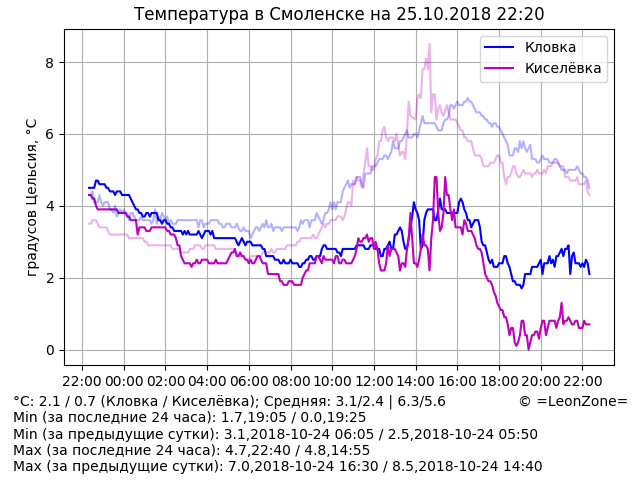 Температура в Смоленске на 25.10.2018 22:20
Кловка
Киселёвка
градусов Цельсия, °C
8
6
4
2
0
22:00 00:00 02:00 04:00 06:00 08:00 10:00 12:00 14:00 16:00 18:00 20:00 22:00
°C: 2.1 / 0.7 (Кловка / Киселёвка); Средняя: 3.1/2.4 | 6.3/5.6 © =LeonZone=
Min (за последние 24 часа): 1.7,19:05 / 0.0,19:25
Min (за предыдущие сутки): 3.1,2018-10-24 06:05 / 2.5,2018-10-24 05:50
Max (за последние 24 часа): 4.7,22:40 / 4.8,14:55
Max (за предыдущие сутки): 7.0,2018-10-24 16:30 / 8.5,2018-10-24 14:40